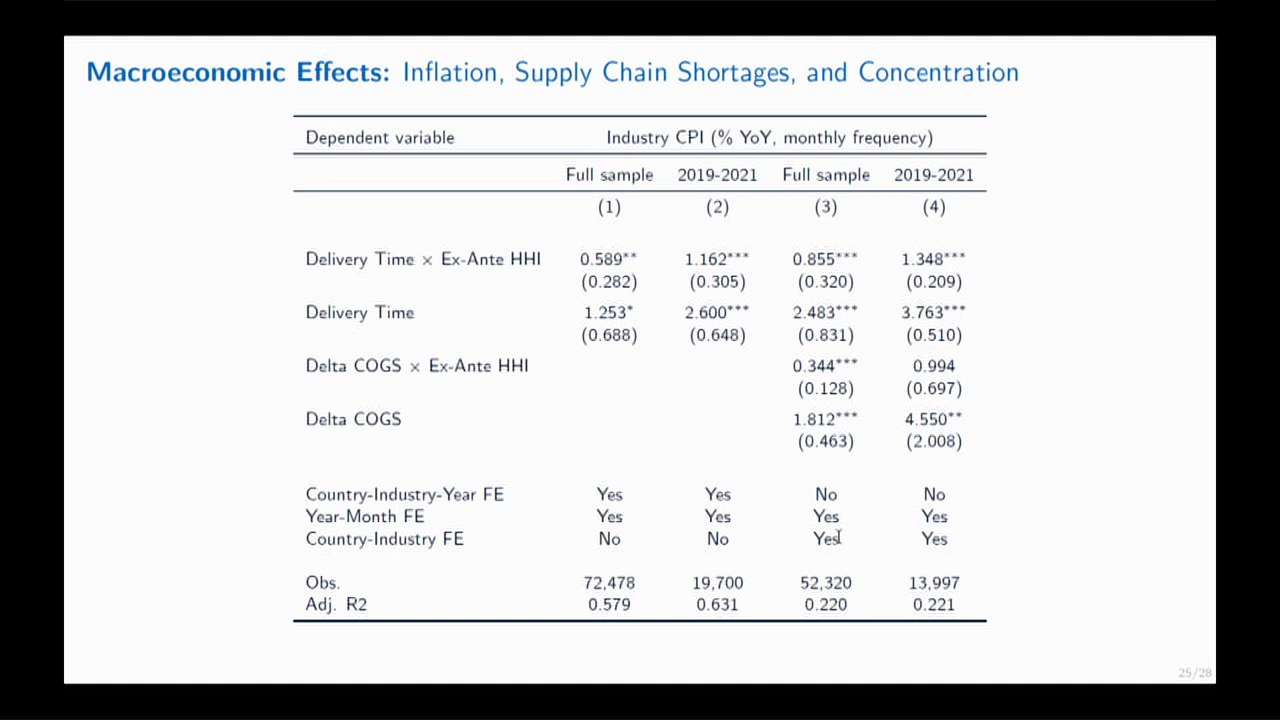 Macroeconomic Effects: Inflation, Supply Chain Shortages, and Concentration
Dependent variable Industry CPI (% YoY, monthly frequency)
Full sample 2019-2021 Full sample 2019-2021
(1) (2) (3) (4)
Delivery Time × Ex-Ante HHI 0.589** 1.162*** 0.855*** 1.348***
(0.282) (0.305) (0.320) (0.209)
Delivery Time 1.253* 2.600*** 2.483*** 3.763***
(0.688) (0.648) (0.831) (0.510)
Delta COGS × Ex-Ante HHI 0.344*** 0.994
(0.128) (0.697)
Delta COGS 1.812*** 4.550**
(0.463) (2.008)
Country-Industry-Year FE Yes Yes No No
Year-Month FE Yes Yes Yes Yes
Country-Industry FE No No Yes Yes
Obs. 72,478 19,700 52,320 13,997
Adj. R2 0.579 0.631 0.220 0.221
25/28